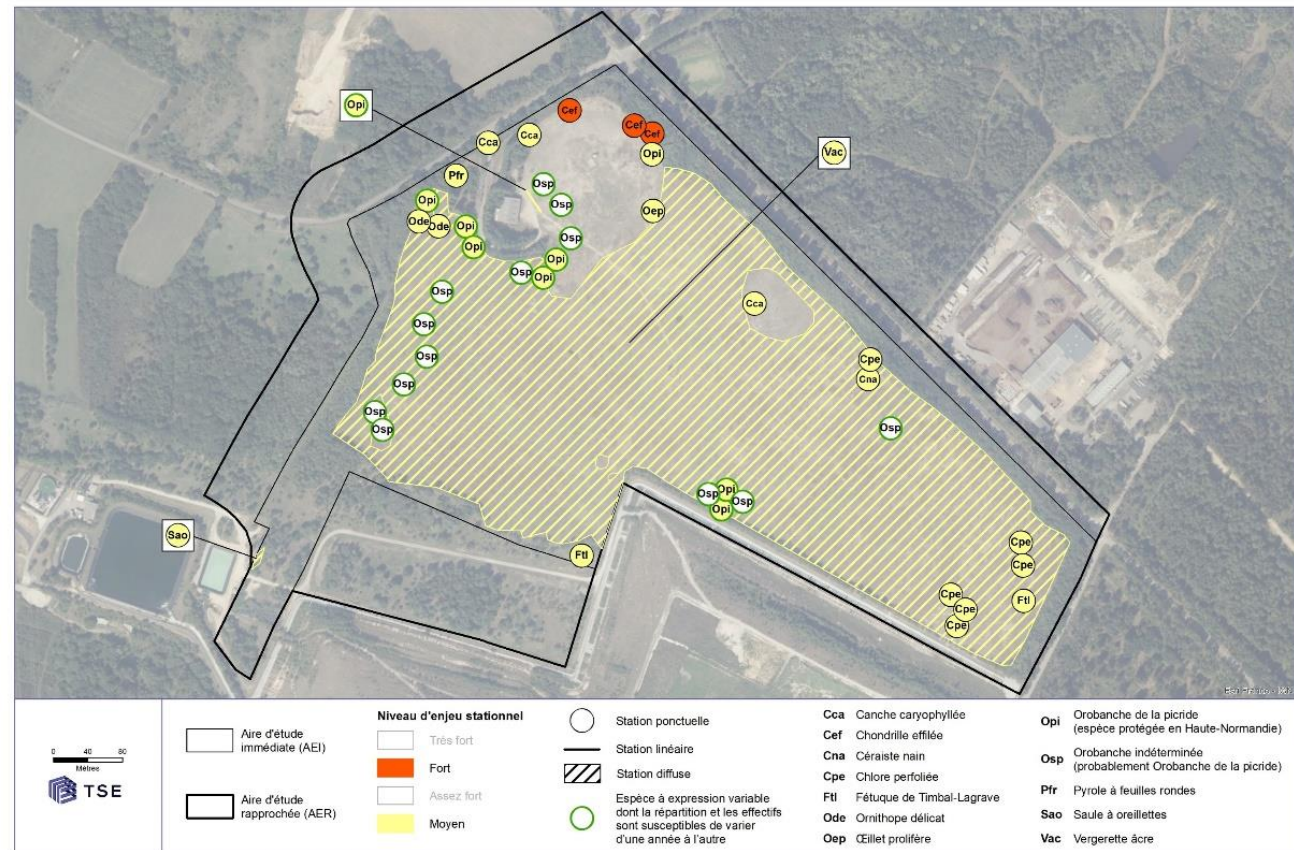 Opi
Cef
Cef
Cef
Cca
Cca
Opi
Vac
Pfr
Osp
Osp
Opi
Oep
Ode
Ode
Opi
Opi
Osp
Opi
Osp
Opi
Osp
Cca
Osp
Osp
Cpe
Cna
Osp
Osp
Osp
Osp
Opi
Osp
Osp
Opi
Sao
Ftl
Cpe
Cpe
Cpe
Ftl
Cpe
Cpe
0 40 80
Mètres
TSE
Aire d'étude
immédiate (AEI)
Aire d'étude
rapprochée (AER)
Niveau d'enjeu stationnel
Très fort
Fort
Assez fort
Moyen
Station ponctuelle
Station linéaire
Station diffuse
Espèce à expression variable
dont la répartition et les effectifs
sont susceptibles de varier
d'une année à l'autre
Cca Canche caryophyllée
Cef Chondrille effilée
Cna Céraiste nain
Cpe Chlore perfoliée
Ftl Fétuque de Timbal-Lagrave
Ode Ornithope délicat
Oep Œillet prolifère
Opi Orobanche de la picride
(espèce protégée en Haute-Normandie)
Osp Orobanche indéterminée
(probablement Orobanche de la picride)
Pfr Pyrole à feuilles rondes
Sao Saule à oreillettes
Vac Vergerette âcre